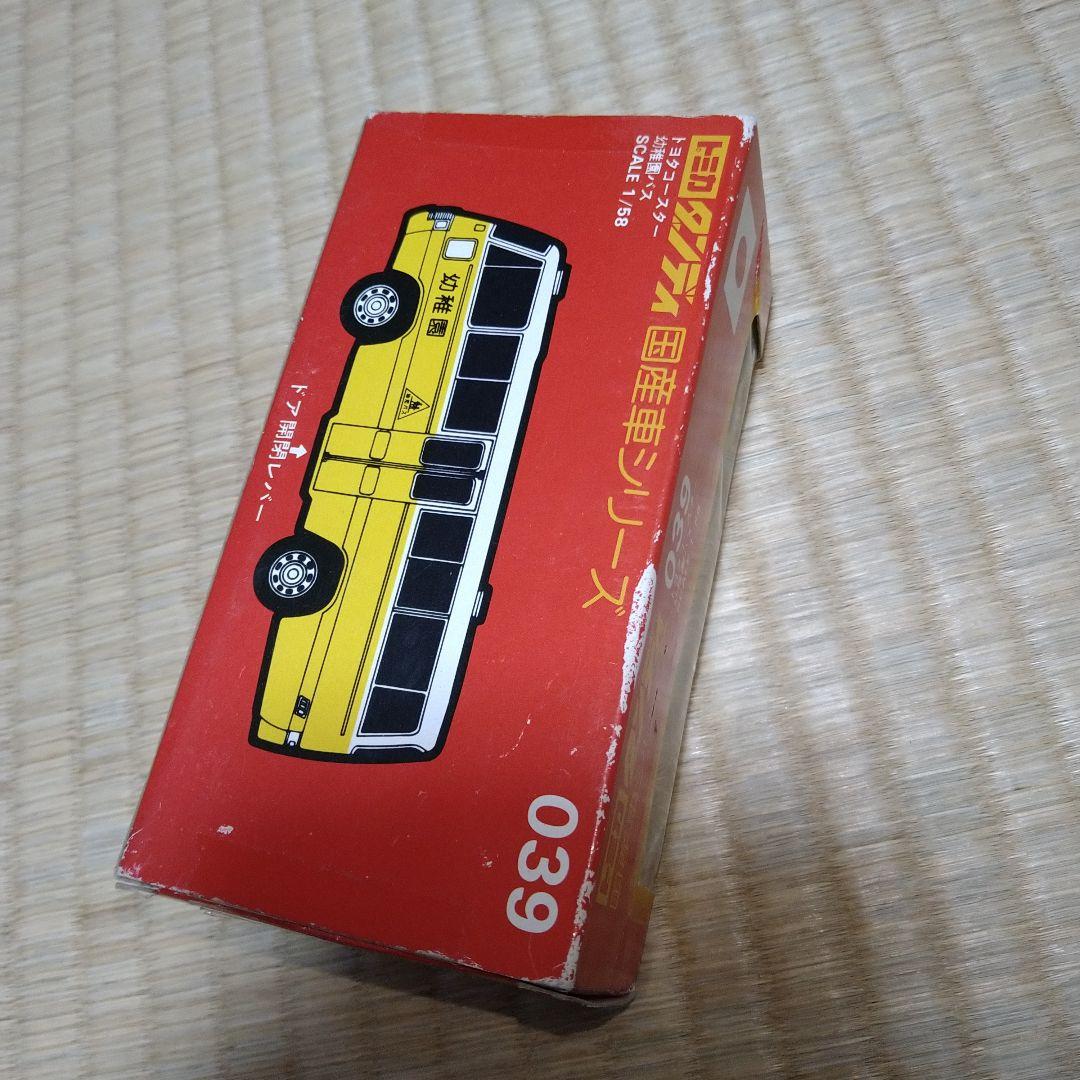 トミカ ダンディ 国産車シリーズ
トヨタコースター
幼稚園バス
SCALE 1/58
幼稚園
ドア開閉レバー
039
039